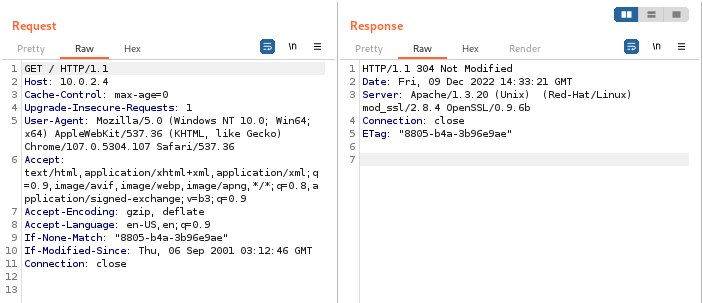 Request
Pretty Raw Hex
\n
1 GET / HTTP/1.1
2 Host: 10.0.2.4
3 Cache-Control: max-age=0
4 Upgrade-Insecure-Requests: 1
5 User-Agent: Mozilla/5.0 (Windows NT 10.0; Win64;
x64) AppleWebKit/537.36 (KHTML, like Gecko)
Chrome/107.0.5304.107 Safari/537.36
6 Accept:
text/html,application/xhtml+xml,application/xml;q
=0.9,image/avif,image/webp,image/apng,*/*;q=0.8,a
pplication/signed-exchange;v=b3;q=0.9
7 Accept-Encoding: gzip, deflate
8 Accept-Language: en-US,en;q=0.9
9 If-None-Match: "8805-b4a-3b96e9ae"
10 If-Modified-Since: Thu, 06 Sep 2001 03:12:46 GMT
11 Connection: close
12
13
Response
Pretty Raw Hex Render
\n
1 HTTP/1.1 304 Not Modified
2 Date: Fri, 09 Dec 2022 14:33:21 GMT
3 Server: Apache/1.3.20 (Unix)  (Red-Hat/Linux)
mod_ssl/2.8.4 OpenSSL/0.9.6b
4 Connection: close
5 ETag: "8805-b4a-3b96e9ae"
6
7